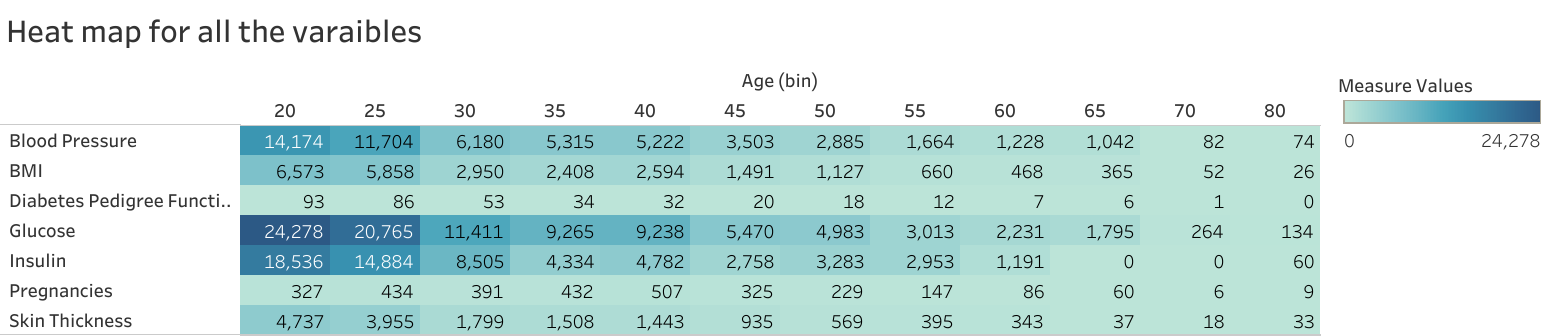 Heat map for all the varaibles
Age (bin)
20 25 30 35 40 45 50 55 60 65 70 80
Blood Pressure 14,174 11,704 6,180 5,315 5,222 3,503 2,885 1,664 1,228 1,042 82 74
BMI 6,573 5,858 2,950 2,408 2,594 1,491 1,127 660 468 365 52 26
Diabetes Pedigree Functi.. 93 86 53 34 32 20 18 12 7 6 1 0
Glucose 24,278 20,765 11,411 9,265 9,238 5,470 4,983 3,013 2,231 1,795 264 134
Insulin 18,536 14,884 8,505 4,334 4,782 2,758 3,283 2,953 1,191 0 0 60
Pregnancies 327 434 391 432 507 325 229 147 86 60 6 9
Skin Thickness 4,737 3,955 1,799 1,508 1,443 935 569 395 343 37 18 33
Measure Values
0 24,278